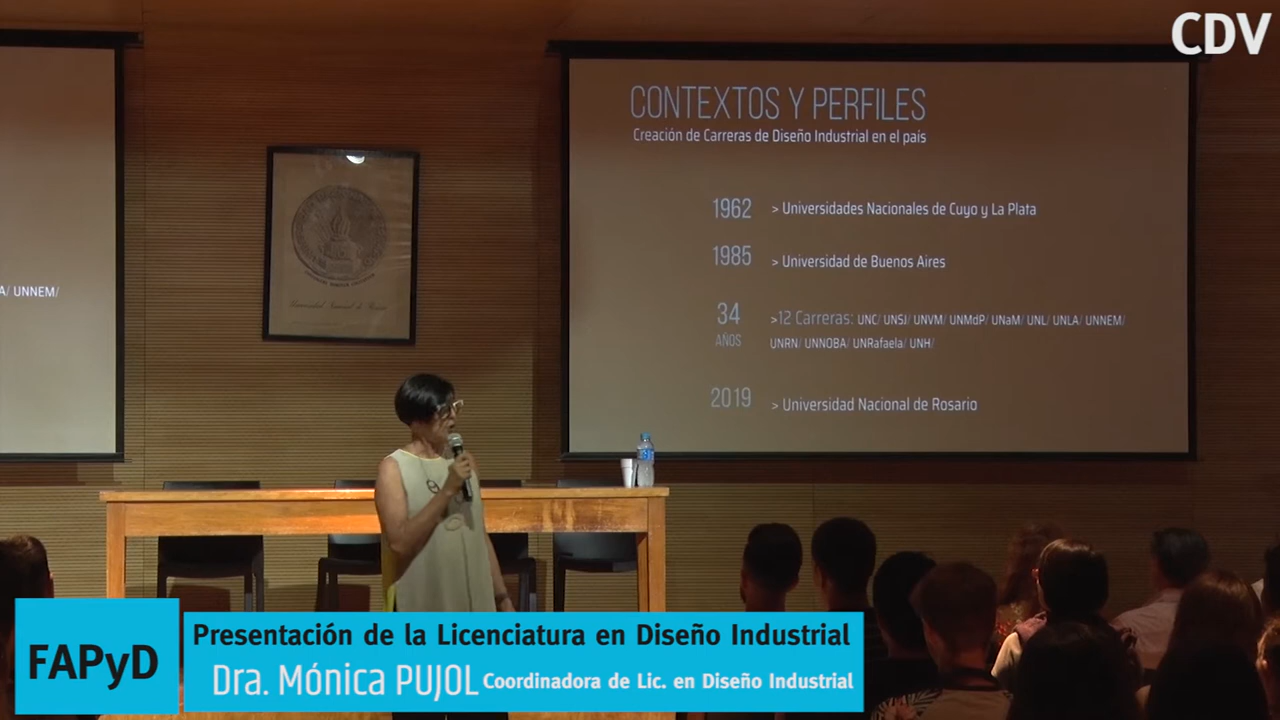 CDV
CONTEXTOS Y PERFILES
Creación de Carreras de Diseño Industrial en el país
1962 > Universidades Nacionales de Cuyo y La Plata
1985 > Universidad de Buenos Aires
34 AÑOS >12 Carreras: UNC/ UNSJ/ UNVM/ UNMdP/ UNaM/ UNL/ UNLA/ UNNEM/
UNRN/ UNNOBA/ UNRafaela/ UNH/
2019 > Universidad Nacional de Rosario
A/ UNNEM/
FAPyD
Presentación de la Licenciatura en Diseño Industrial
Dra. Mónica PUJOL Coordinadora de Lic. en Diseño Industrial